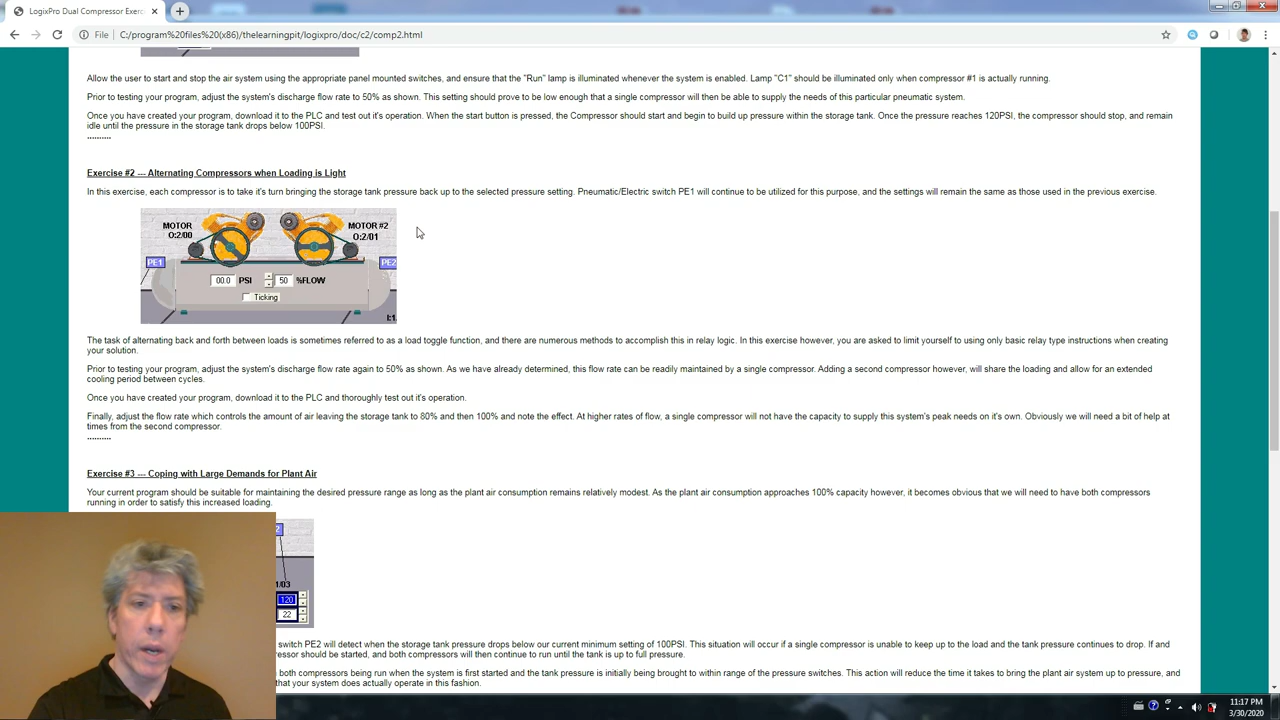 LogixPro Dual Compressor Exerc
File
C:/program%20files%20(x86)/thelearningpit/logixpro/doc/c2/comp2.html
Allow the user to start and stop the air system using the appropriate panel mounted switches, and ensure that the "Run" lamp is illuminated whenever the system is enabled. Lamp "C1" should be illuminated only when compressor #1 is actually running.
Prior to testing your program, adjust the system's discharge flow rate to 50% as shown. This setting should prove to be low enough that a single compressor will then be able to supply the needs of this particular pneumatic system.
Once you have created your program, download it to the PLC and test out it's operation. When the start button is pressed, the Compressor should start and begin to build up pressure within the storage tank. Once the pressure reaches 120PSI, the compressor should stop, and remain
idle until the pressure in the storage tank drops below 100PSI.
..........
Exercise #2 --- Alternating Compressors when Loading is Light
In this exercise, each compressor is to take it's turn bringing the storage tank pressure back up to the selected pressure setting. Pneumatic/Electric switch PE1 will continue to be utilized for this purpose, and the settings will remain the same as those used in the previous exercise.
MOTOR MOTOR #2
O:2/00 O:2/01
PE1 PE2
00.0 PSI 50 %FLOW
Ticking
I:1
The task of alternating back and forth between loads is sometimes referred to as a load toggle function, and there are numerous methods to accomplish this in relay logic. In this exercise however, you are asked to limit yourself to using only basic relay type instructions when creating
your solution.
Prior to testing your program, adjust the system's discharge flow rate again to 50% as shown. As we have already determined, this flow rate can be readily maintained by a single compressor. Adding a second compressor however, will share the loading and allow for an extended
cooling period between cycles.
Once you have created your program, download it to the PLC and thoroughly test out it's operation.
Finally, adjust the flow rate which controls the amount of air leaving the storage tank to 80% and then 100% and note the effect. At higher rates of flow, a single compressor will not have the capacity to supply this system's peak needs on it's own. Obviously we will need a bit of help at
times from the second compressor.
..........
Exercise #3 --- Coping with Large Demands for Plant Air
Your current program should be suitable for maintaining the desired pressure range as long as the plant air consumption remains relatively modest. As the plant air consumption approaches 100% capacity however, it becomes obvious that we will need to have both compressors
running in order to satisfy this increased loading.
2
/03
120
22
switch PE2 will detect when the storage tank pressure drops below our current minimum setting of 100PSI. This situation will occur if a single compressor is unable to keep up to the load and the tank pressure continues to drop. If and
ressor should be started, and both compressors will then continue to run until the tank is up to full pressure.
both compressors being run when the system is first started and the tank pressure is initially being brought to within range of the pressure switches. This action will reduce the time it takes to bring the plant air system up to pressure, and
that your system does actually operate in this fashion.
11:17 PM
3/30/2020